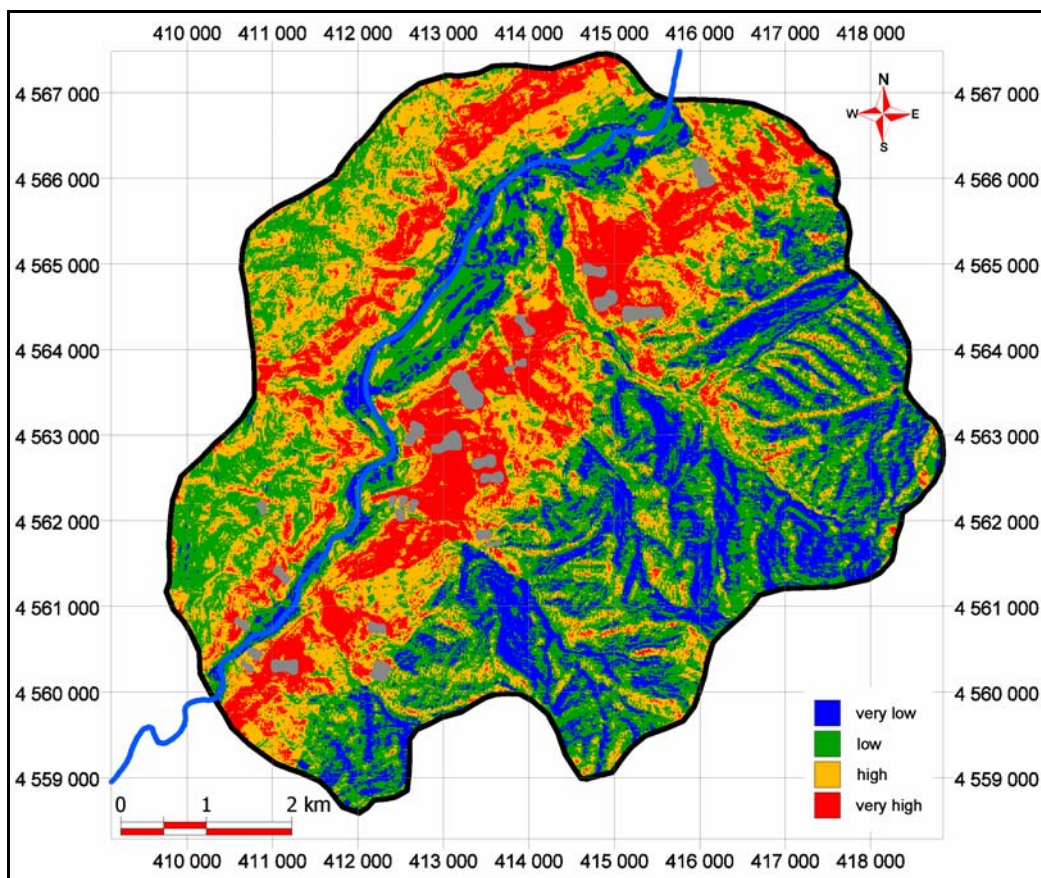 410 000 411 000 412 000 413 000 414 000 415 000 416 000 417 000 418 000
4 567 000 4 567 000
N
W E
S
4 566 000 4 566 000
4 565 000 4 565 000
4 564 000 4 564 000
4 563 000 4 563 000
4 562 000 4 562 000
4 561 000 4 561 000
4 560 000 4 560 000
very low
low
4 559 000 4 559 000
high
0 1 2 km
very high
410 000 411 000 412 000 413 000 414 000 415 000 416 000 417 000 418 000